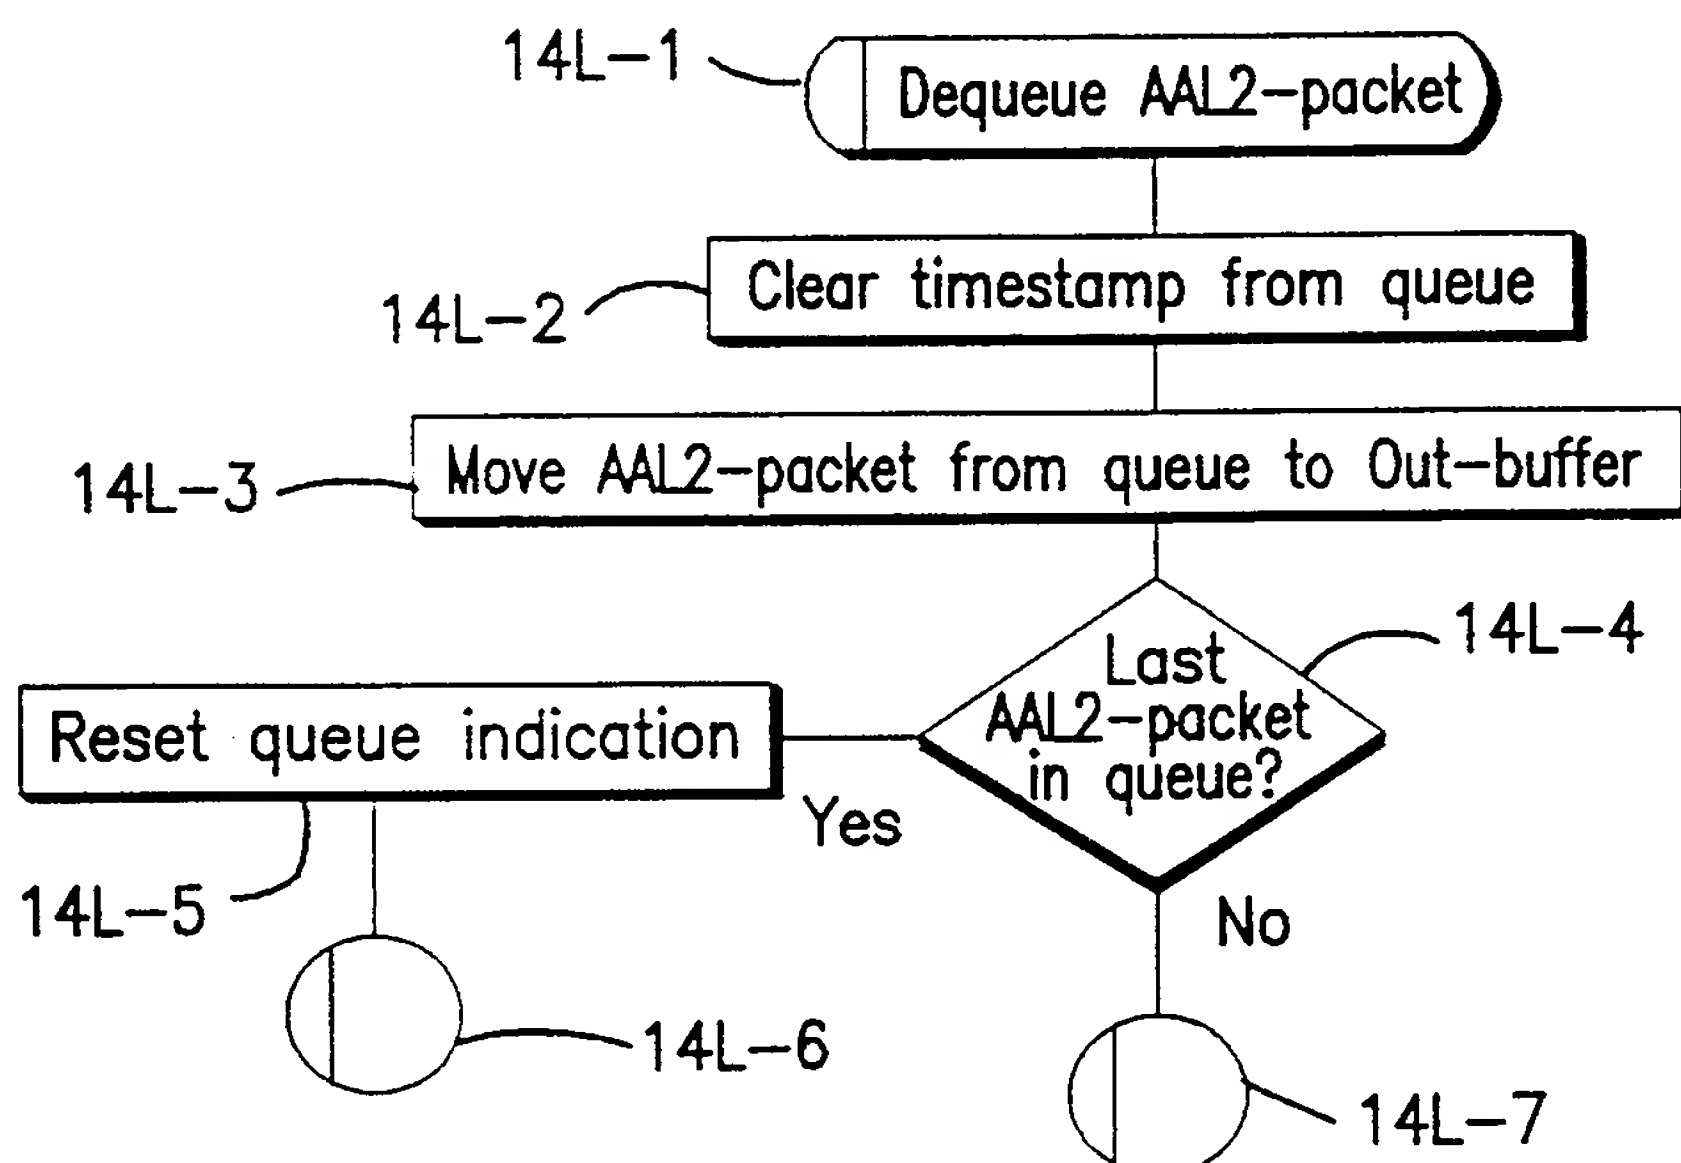 14L-1
Dequeue AAL2-packet
14L-2
Clear timestamp from queue
14L-3
Move AAL2-packet from queue to Out-buffer
14L-4
Last
AAL2-packet
in queue?
Reset queue indication
Yes
14L-5
No
14L-6
14L-7